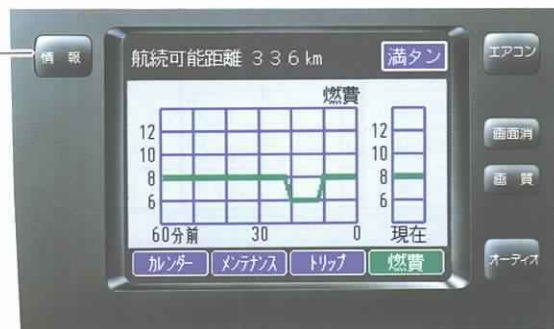 情 報
航続可能距離 336km
満タン
燃費
12
10
8
6
60分前 30 0
12
10
8
6
現在
カレンダー
メンテナンス
トリップ
燃費
エアコン
画面消
画 質
オーディオ